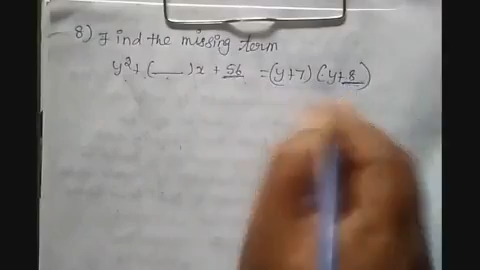 8) Find the missing term
y²+(___)x + 56 =(y+7)(y+8)